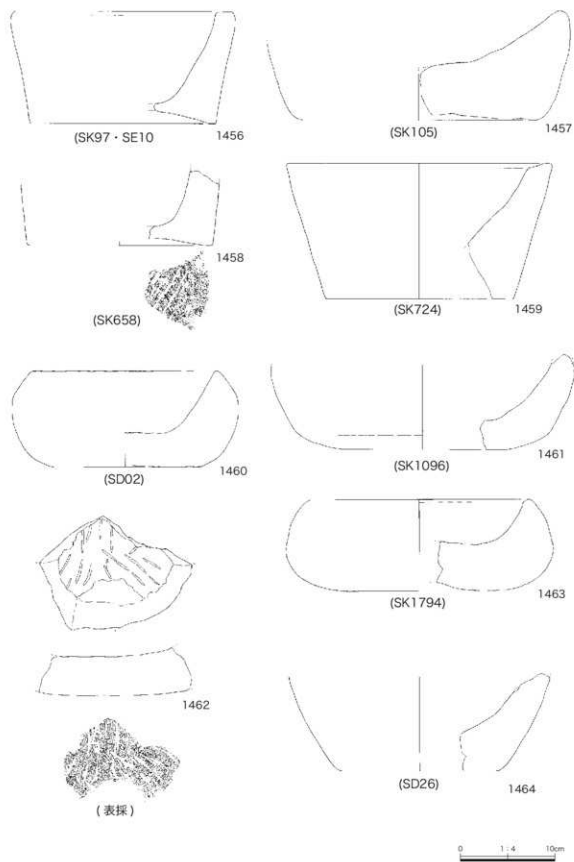 1456
(SK97・SE10
1457
(SK105)
1458
(SK658)
1459
(SK724)
1460
(SD02)
1461
(SK1096)
1462
(表採)
1463
(SK1794)
1464
(SD26)
0 1:4 10cm